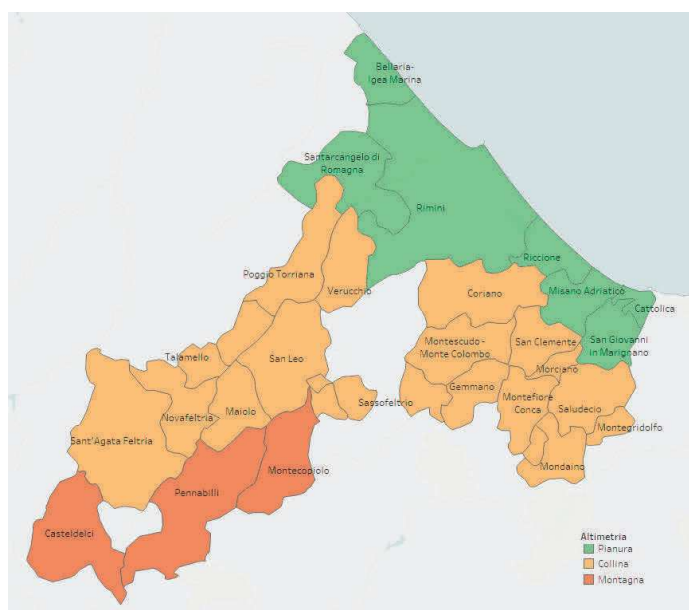 Bellaria-
Igea Marina
Santarcangelo di
Romagna
Rimini
Riccione
Poggio Torriana
Verucchio
Coriano
Misano Adriatico
Cattolica
Montescudo-
Monte Colombo
San Clemente
San Giovanni
in Marignano
Talamello
San Leo
Morciano
Gemmano
Montefiore
Conca
Saludecio
Novafeltria
Maiolo
Sassofeltrio
Montegridolfo
Sant'Agata Feltria
Mondaino
Montecopiolo
Pennabilli
Casteldelci
Altimetria
Pianura
Collina
Montagna